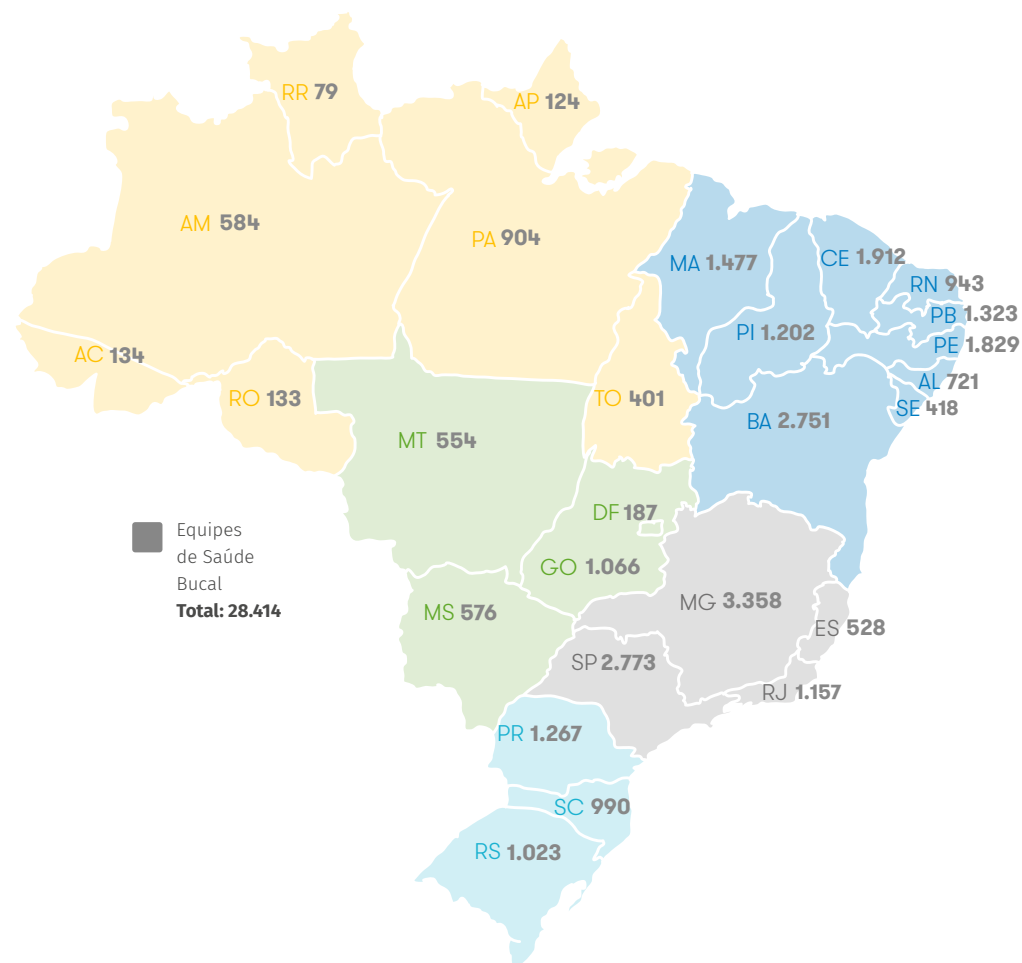 RR 79
AP 124
AM 584
PA 904
MA 1.477
CE 1.912
RN 943
PB 1.323
PI 1.202
PE 1.829
AC 134
AL 721
RO 133
TO 401
SE 418
BA 2.751
MT 554
DF 187
Equipes
de Saúde
Bucal
Total: 28.414
GO 1.066
MG 3.358
MS 576
ES 528
SP 2.773
RJ 1.157
PR 1.267
SC 990
RS 1.023